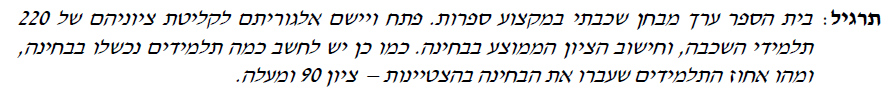 תרגיל: בית הספר ערך מבחן שכבתי במקצוע ספרות. פתח ויישם אלגוריתם לקליטת ציוניהם של 220
תלמידי השכבה, וחישוב הציון הממוצע בבחינה. כמו כן יש לחשב כמה תלמידים נכשלו בבחינה,
ומהו אחוז התלמידים שעברו את הבחינה בהצטיינות – ציון 90 ומעלה.